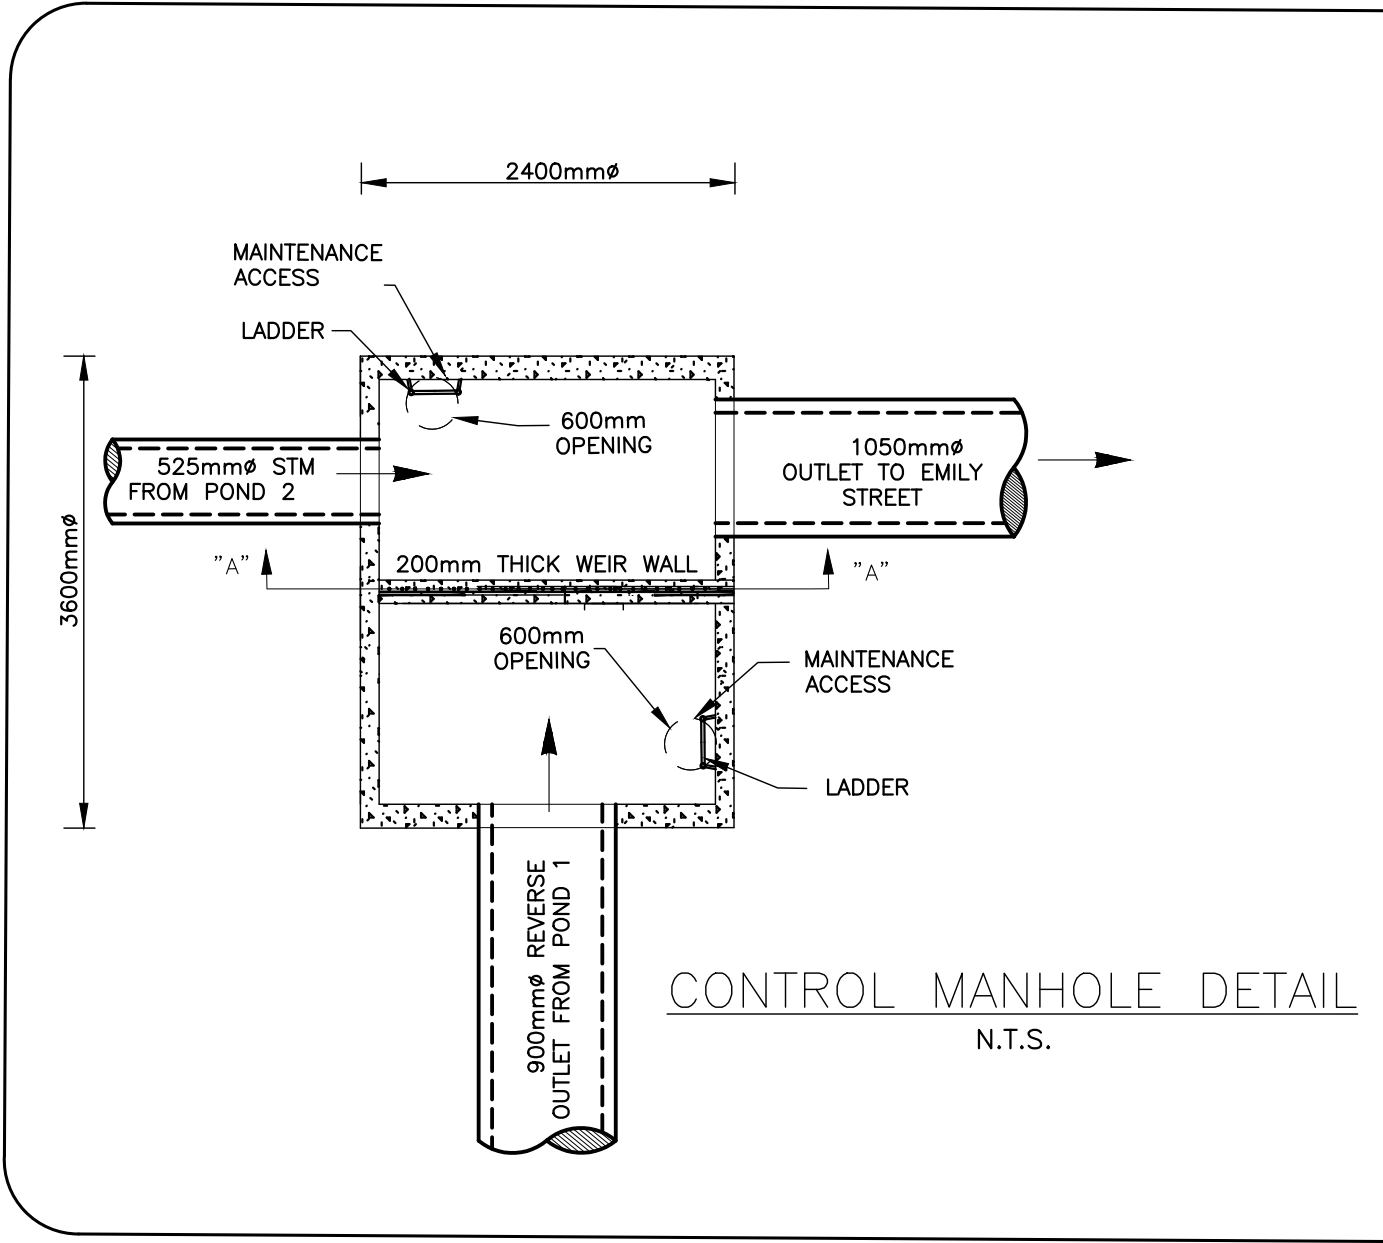 2400mmø
MAINTENANCE
ACCESS
LADDER
600mm
OPENING
525mmø STM
FROM POND 2
1050mmø
OUTLET TO EMILY
STREET
3600mmø
"A"
200mm THICK WEIR WALL
"A"
600mm
OPENING
MAINTENANCE
ACCESS
LADDER
900mmø REVERSE
OUTLET FROM POND 1
CONTROL MANHOLE DETAIL
N.T.S.